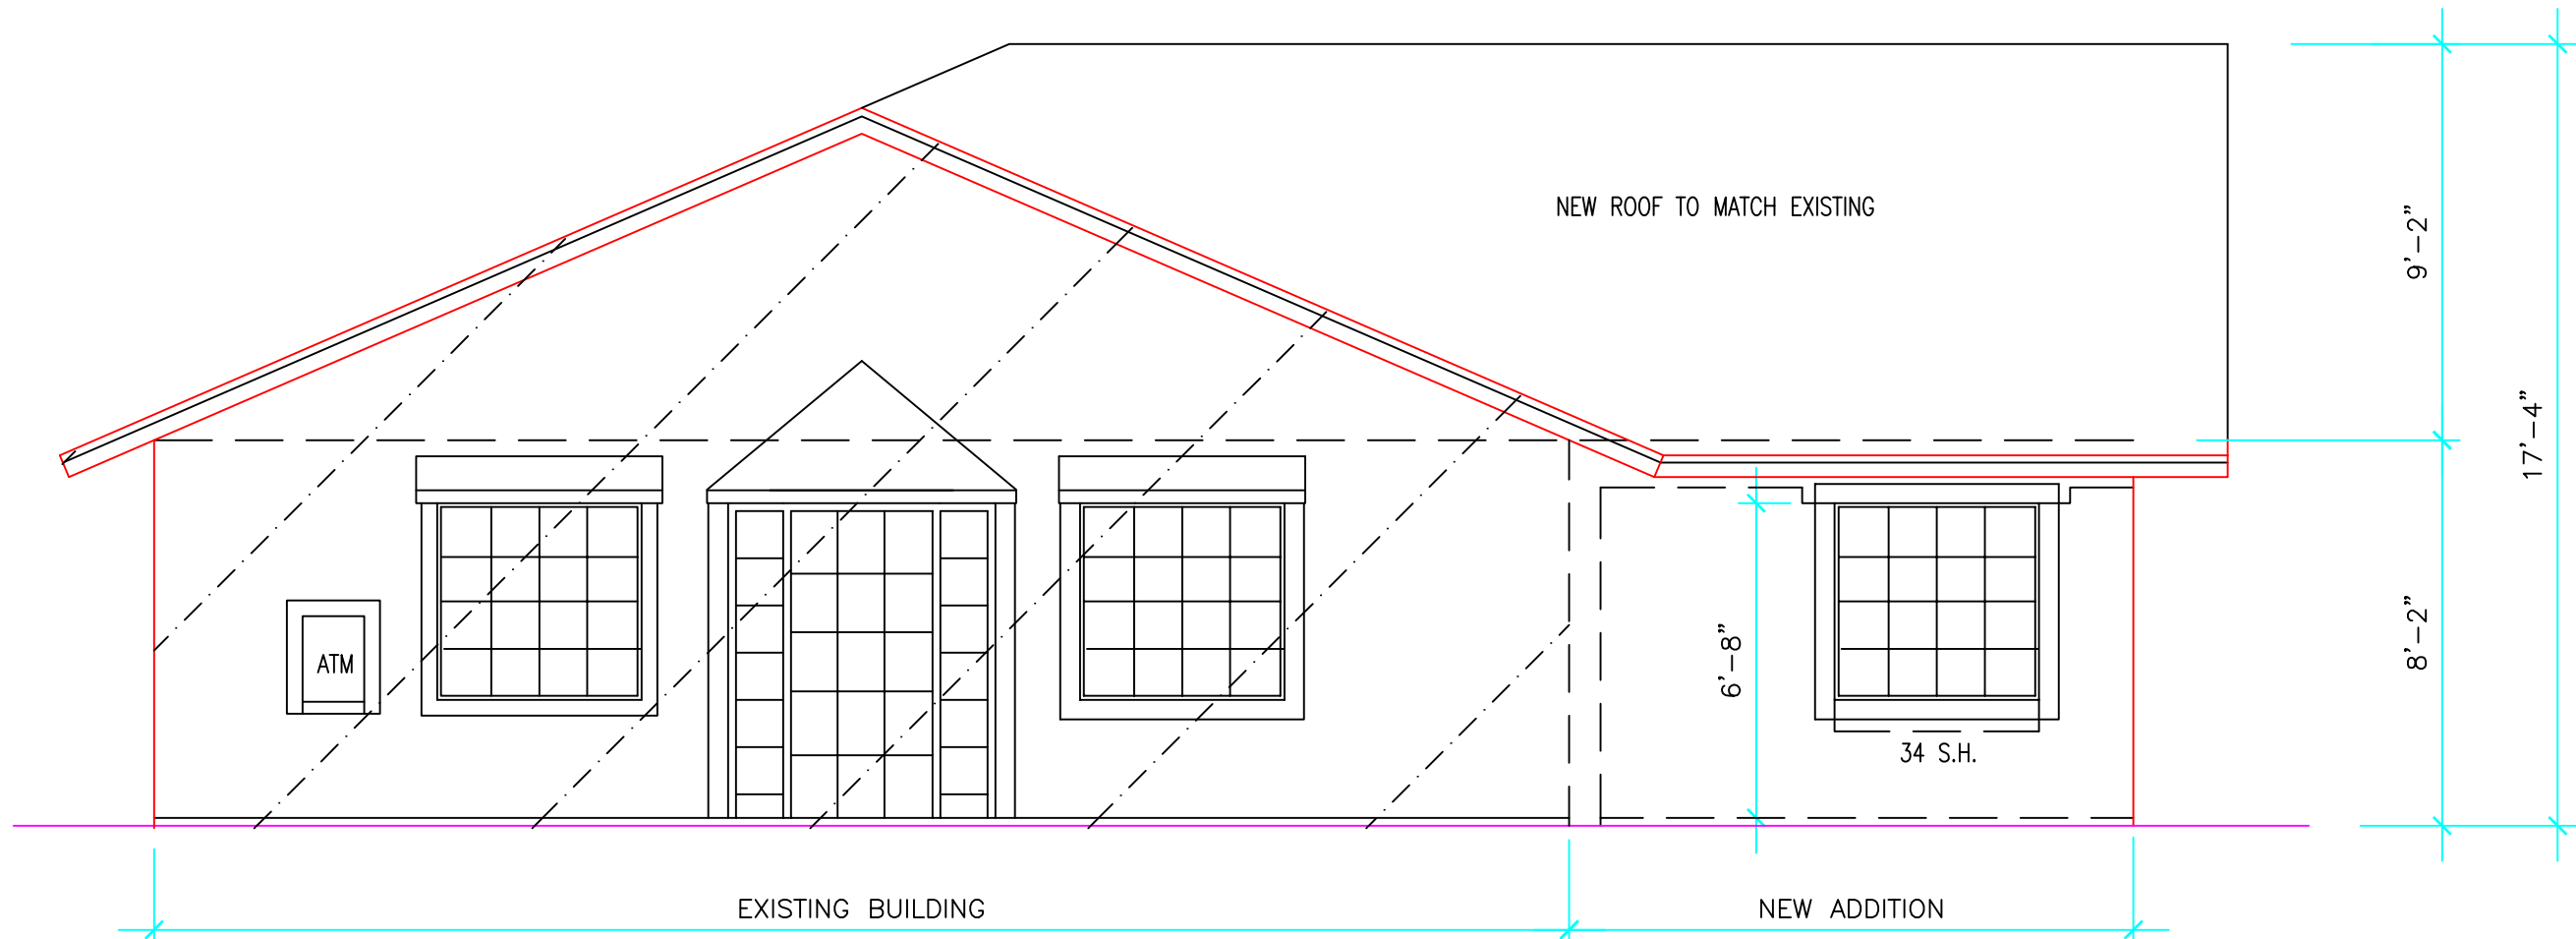 NEW ROOF TO MATCH EXISTING
9'-2"
17'-4"
8'-2"
6'-8"
ATM
34 S.H.
EXISTING BUILDING
NEW ADDITION